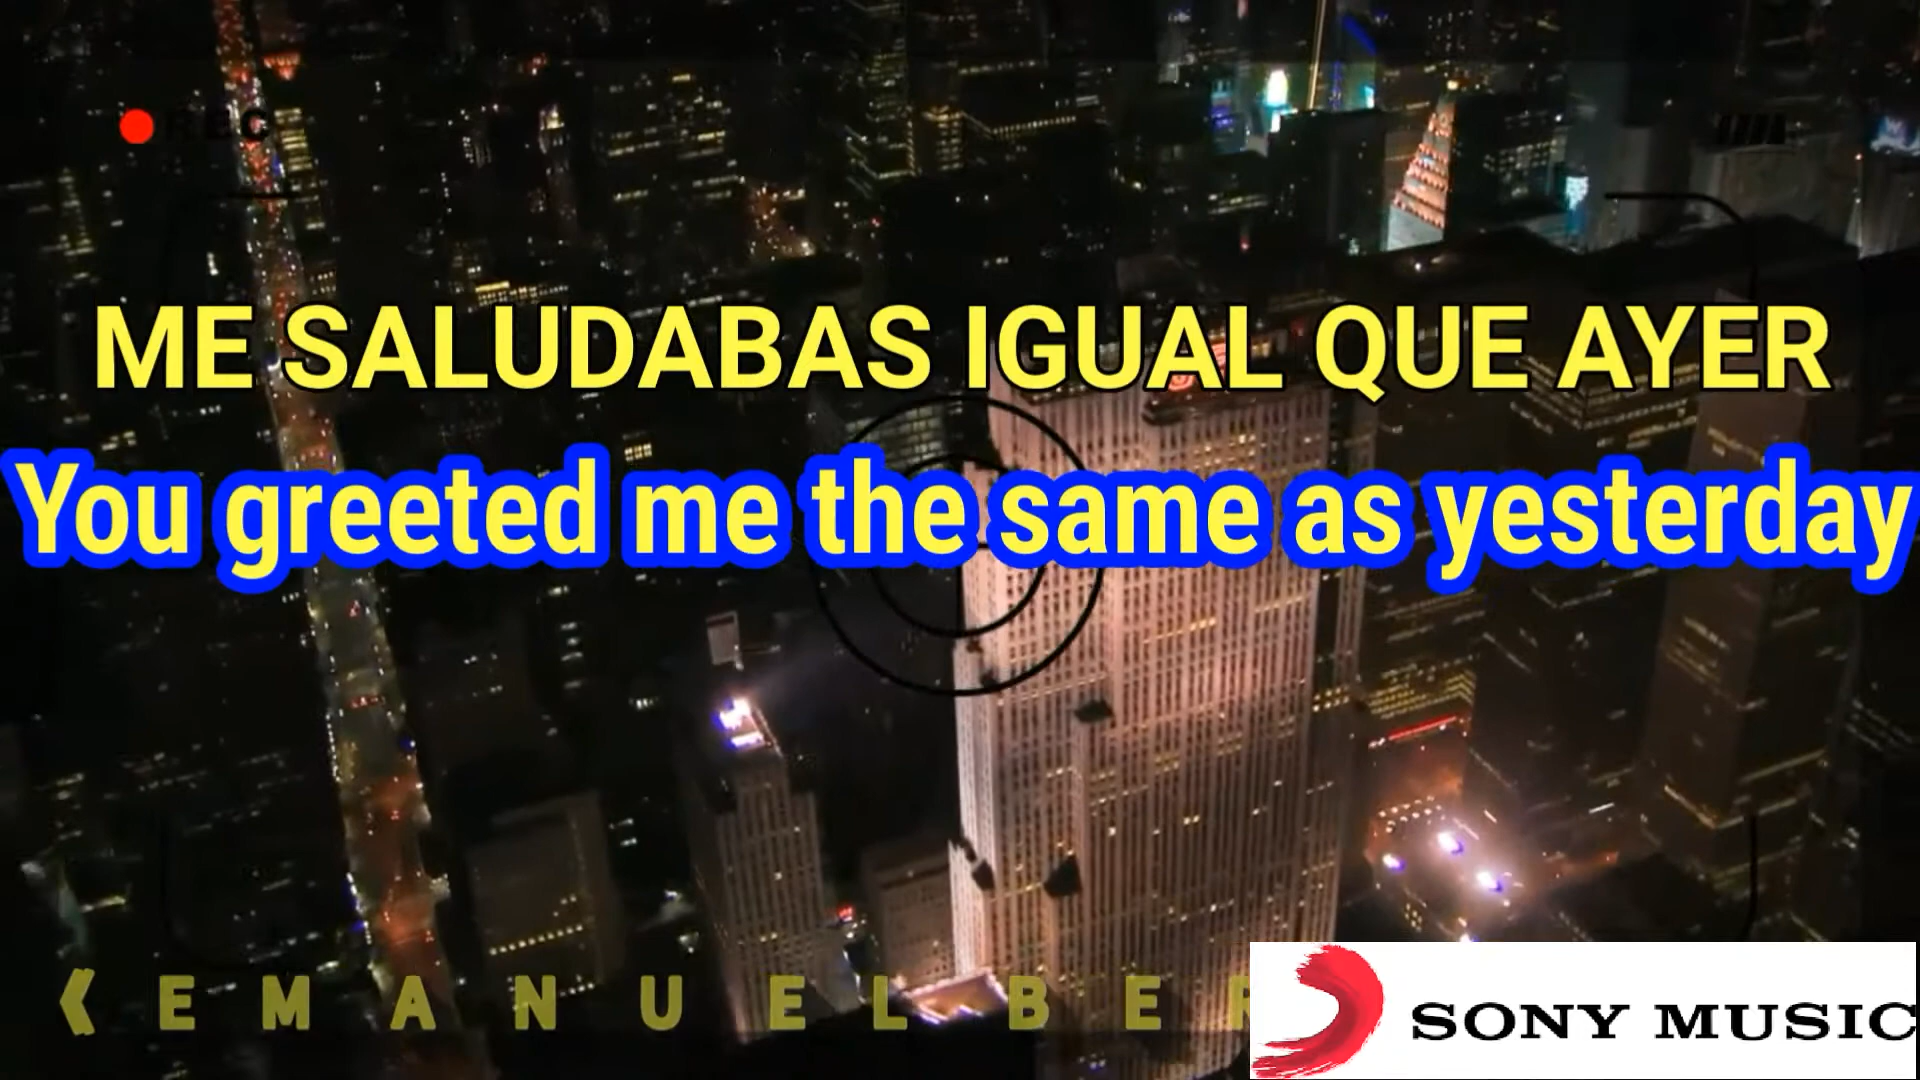 REC
ME SALUDABAS IGUAL QUE AYER
You greeted me the same as yesterday
EMANUELBER
SONY MUSIC